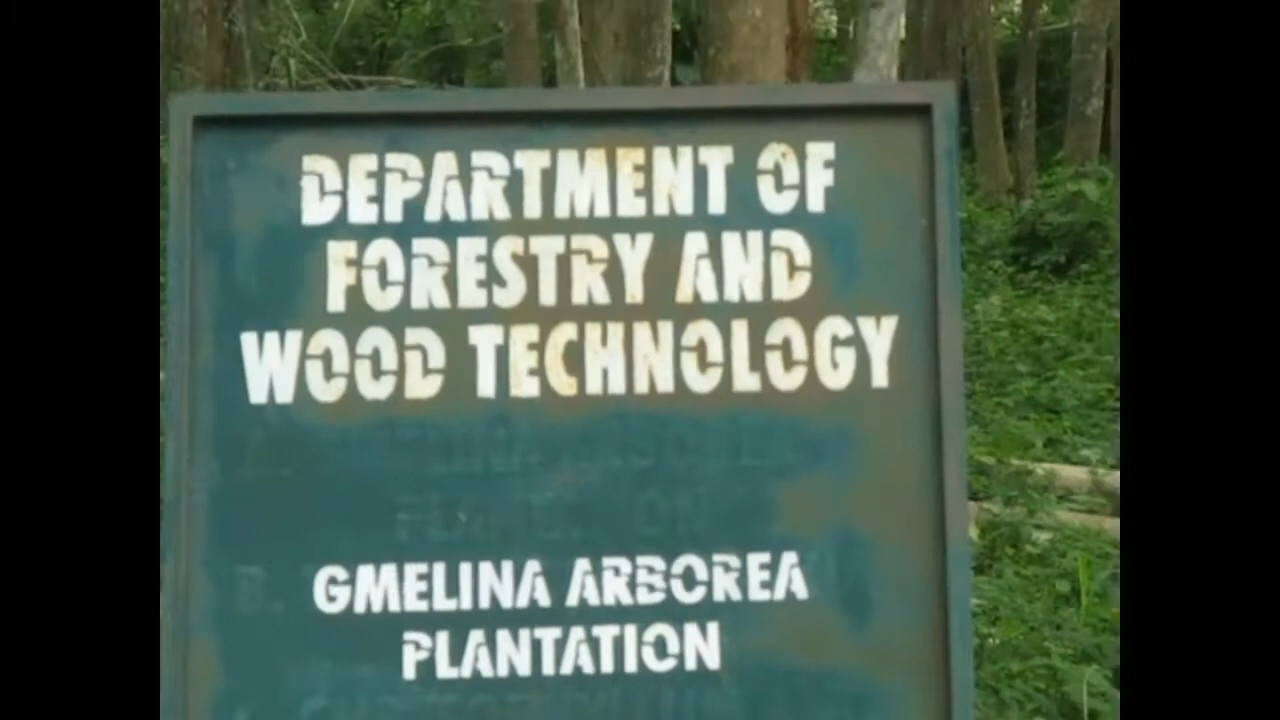 DEPARTMENT OF
FORESTRY AND
WOOD TECHNOLOGY
GMELINA ARBOREA
PLANTATION